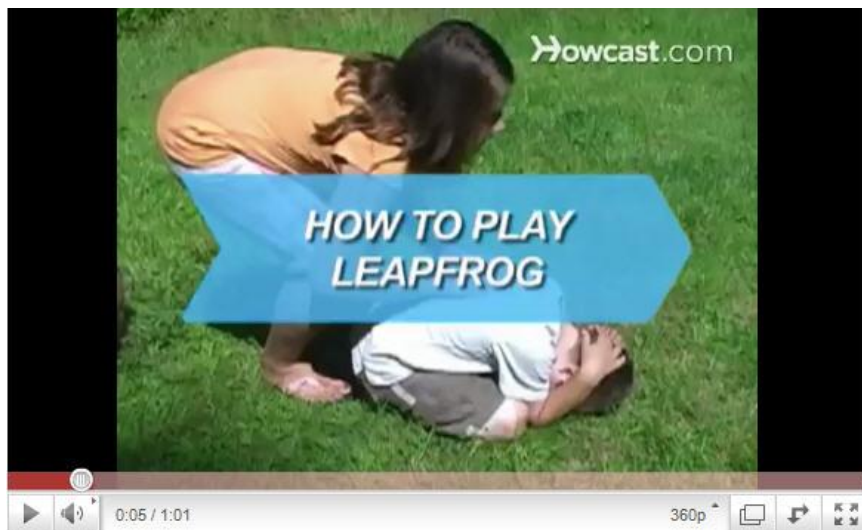 Howcast.com
HOW TO PLAY
LEAPFROG
0:05 / 1:01
360p